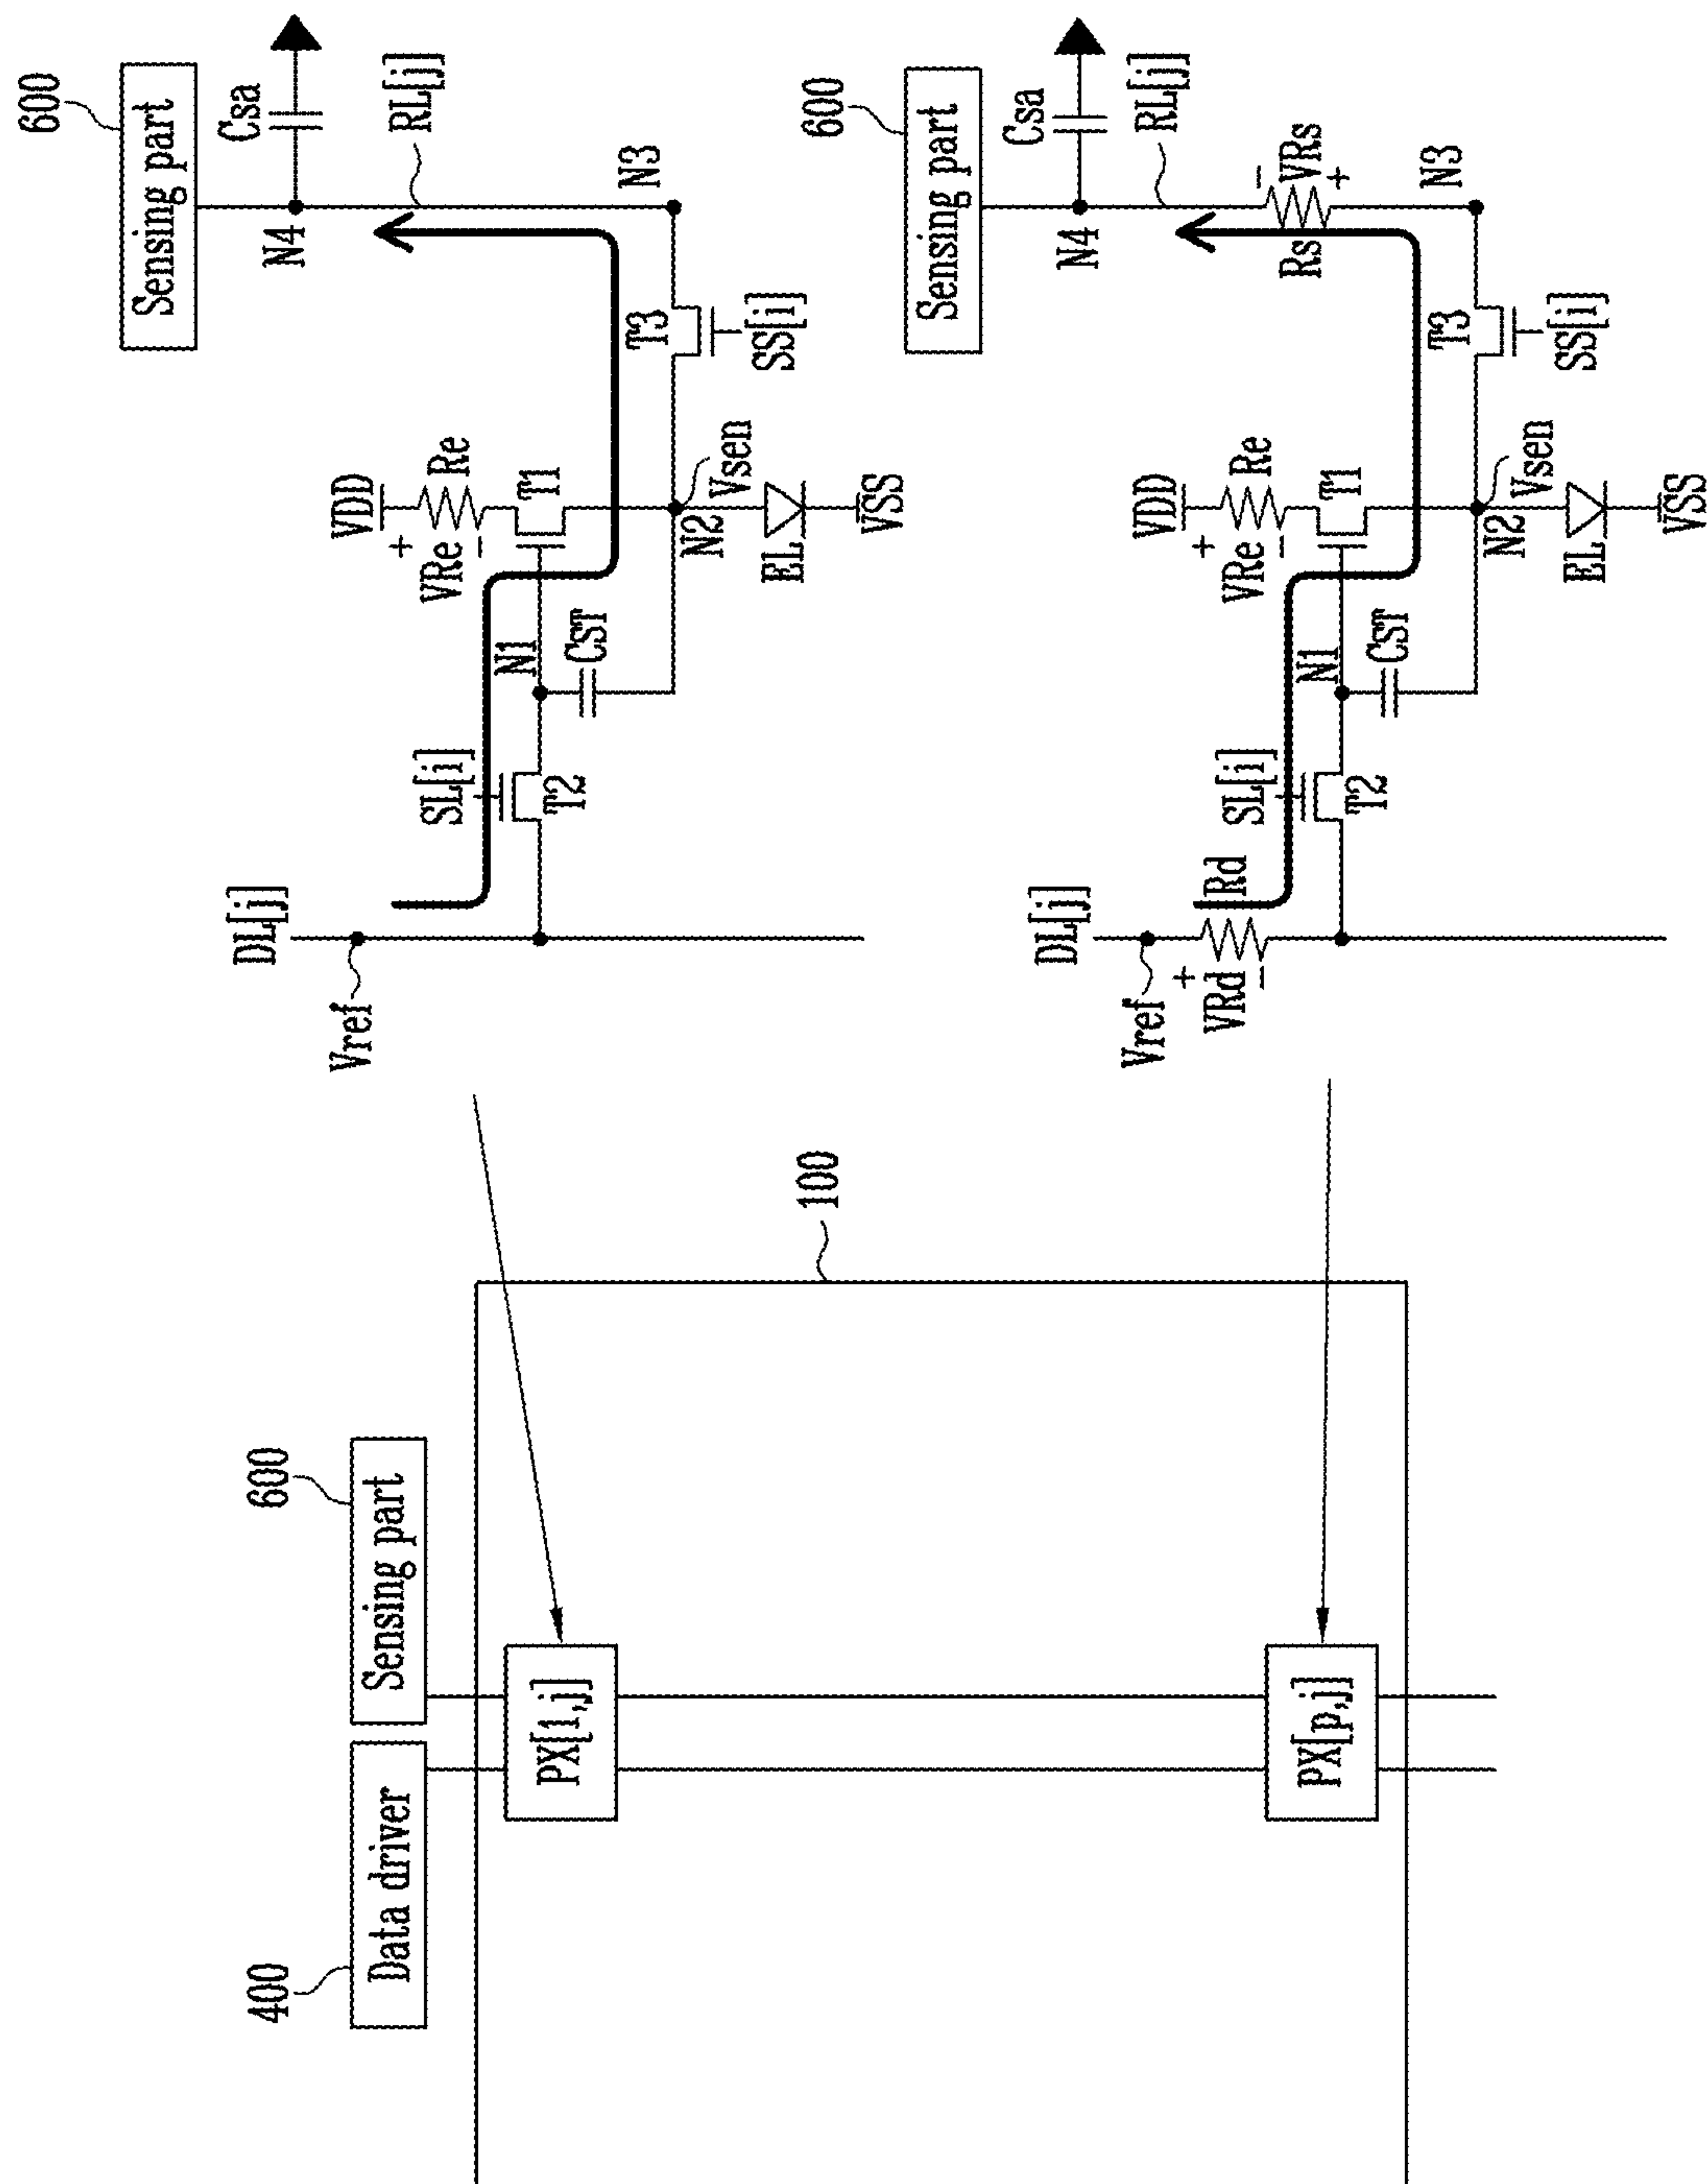 400
Data driver
600
Sensing part
PX[1,j]
PX[p,j]
100
DL[j]
Vref
SL[i]
T2
N1
CST
VDD
+
VRe
-
Re
T1
N2
Vsen
EL
VSS
T3
SS[i]
N3
RL[j]
N4
Csa
600
Sensing part
DL[j]
Vref
+
VRd
-
Rd
SL[i]
T2
N1
CST
VDD
+
VRe
-
Re
T1
N2
Vsen
EL
VSS
T3
SS[i]
N3
Rs
-
VRs
+
RL[j]
N4
Csa
600
Sensing part